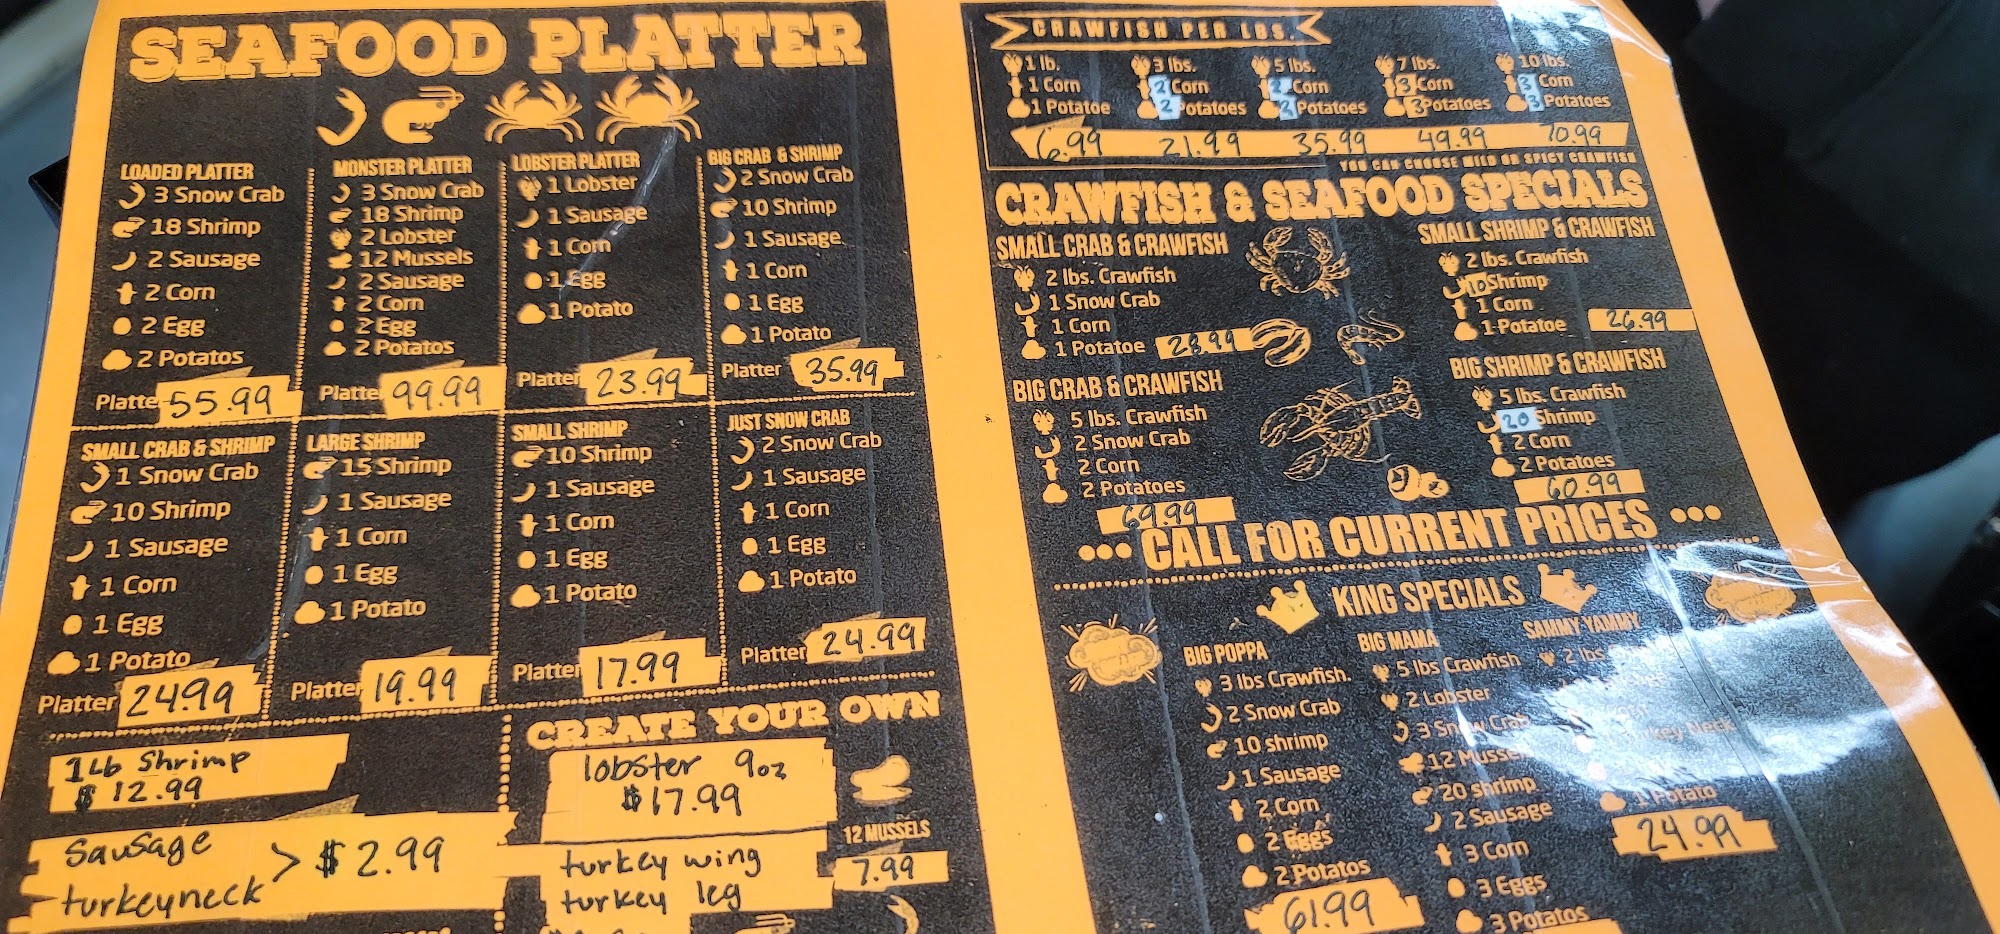 SEAFOOD PLATTER
LOADED PLATTER
3 Snow Crab
18 Shrimp
2 Sausage
2 Corn
2 Egg
2 Potatos
Platte 55.99
MONSTER PLATTER
3 Snow Crab
18 Shrimp
2 Lobster
12 Mussels
2 Sausage
2 Corn
2 Egg
2 Potatos
Platte 99.99
LOBSTER PLATTER
1 Lobster
1 Sausage
1 Corn
1 Egg
1 Potato
Platter 23.99
BIG CRAB & SHRIMP
2 Snow Crab
10 Shrimp
1 Sausage
1 Corn
1 Egg
1 Potato
Platter 35.99
SMALL CRAB & SHRIMP
1 Snow Crab
10 Shrimp
1 Sausage
1 Corn
1 Egg
1 Potato
Platter 24.99
LARGE SHRIMP
15 Shrimp
1 Sausage
1 Corn
1 Egg
1 Potato
Platter 19.99
SMALL SHRIMP
10 Shrimp
1 Sausage
1 Corn
1 Egg
1 Potato
Platter 17.99
JUST SNOW CRAB
2 Snow Crab
1 Sausage
1 Corn
1 Egg
1 Potato
Platter 24.99
1 Lb Shrimp
$ 12.99
Sausage
turkeyneck > $ 2.99
CREATE YOUR OWN
lobster 9oz
$17.99
turkey wing
turkey leg
12 MUSSELS
7.99
CRAWFISH PER LBS.
1 lb.
1 Corn
1 Potatoe
6.99
3 lbs.
2 Corn
2 Potatoes
21.99
5 lbs.
2 Corn
2 Potatoes
35.99
7 lbs.
3 Corn
3 Potatoes
49.99
10 lbs.
3 Corn
3 Potatoes
70.99
YOU CAN CHOOSE MILD OR SPICY CRAWFISH
CRAWFISH & SEAFOOD SPECIALS
SMALL CRAB & CRAWFISH
2 lbs. Crawfish
1 Snow Crab
1 Corn
1 Potatoe 28.99
SMALL SHRIMP & CRAWFISH
2 lbs. Crawfish
10 Shrimp
1 Corn
1 Potatoe 26.99
BIG CRAB & CRAWFISH
5 lbs. Crawfish
2 Snow Crab
2 Corn
2 Potatoes
69.99
BIG SHRIMP & CRAWFISH
5 lbs. Crawfish
20 Shrimp
2 Corn
2 Potatoes
60.99
••• CALL FOR CURRENT PRICES •••
KING SPECIALS
BIG POPPA
3 lbs Crawfish.
2 Snow Crab
10 shrimp
1 Sausage
2 Corn
2 Eggs
2 Potatos
61.99
BIG MAMA
5 lbs Crawfish
2 Lobster
3 Snow Crab
12 Mussels
20 shrimp
2 Sausage
3 Corn
3 Eggs
3 Potatos
SAMMY YAMMY
2 lbs
1 Potato
24.99